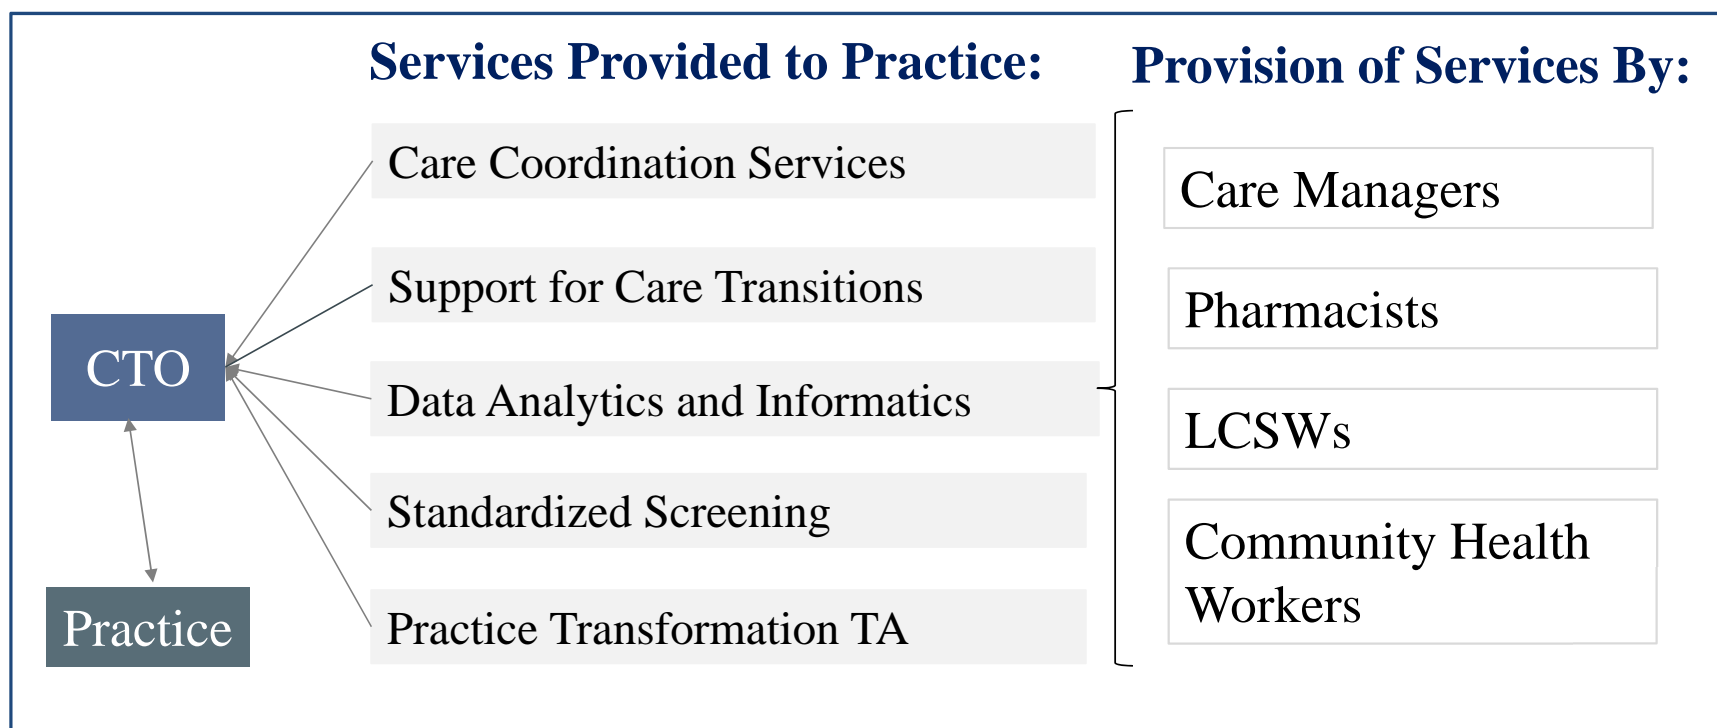 Services Provided to Practice:
Care Coordination Services
Support for Care Transitions
Data Analytics and Informatics
Standardized Screening
Practice Transformation TA
Provision of Services By:
Care Managers
Pharmacists
LCSWs
Community Health
Workers
CTO
Practice